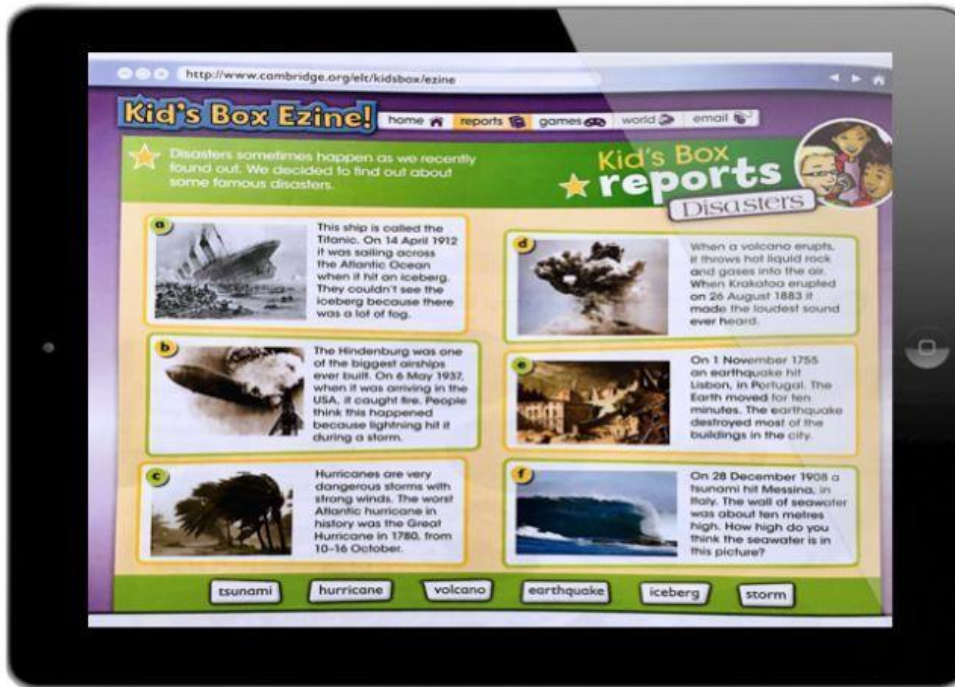 http://www.cambridge.org/elt/kidsbox/ezine
Kid's Box Ezine!
home
reports
games
world
email
Disasters sometimes happen as we recently
found out. We decided to find out about
some famous disasters.
Kid's Box
reports
Disasters
a
This ship is called the
Titanic. On 14 April 1912
it was sailing across
the Atlantic Ocean
when it hit an iceberg.
They couldn't see the
iceberg because there
was a lot of fog.
b
The Hindenburg was one
of the biggest airships
ever built. On 6 May 1937,
when it was arriving in the
USA, it caught fire. People
think this happened
because lightning hit it
during a storm.
c
Hurricanes are very
dangerous storms with
strong winds. The worst
Atlantic hurricane in
history was the Great
Hurricane in 1780, from
10–16 October.
d
When a volcano erupts,
it throws hot liquid rock
and gases into the air.
When Krakatoa erupted
on 26 August 1883 it
made the loudest sound
ever heard.
e
On 1 November 1755
an earthquake hit
Lisbon, in Portugal. The
Earth moved for ten
minutes. The earthquake
destroyed most of the
buildings in the city.
f
On 28 December 1908 a
tsunami hit Messina, in
Italy. The wall of seawater
was about ten metres
high. How high do you
think the seawater is in
this picture?
tsunami
hurricane
volcano
earthquake
iceberg
storm